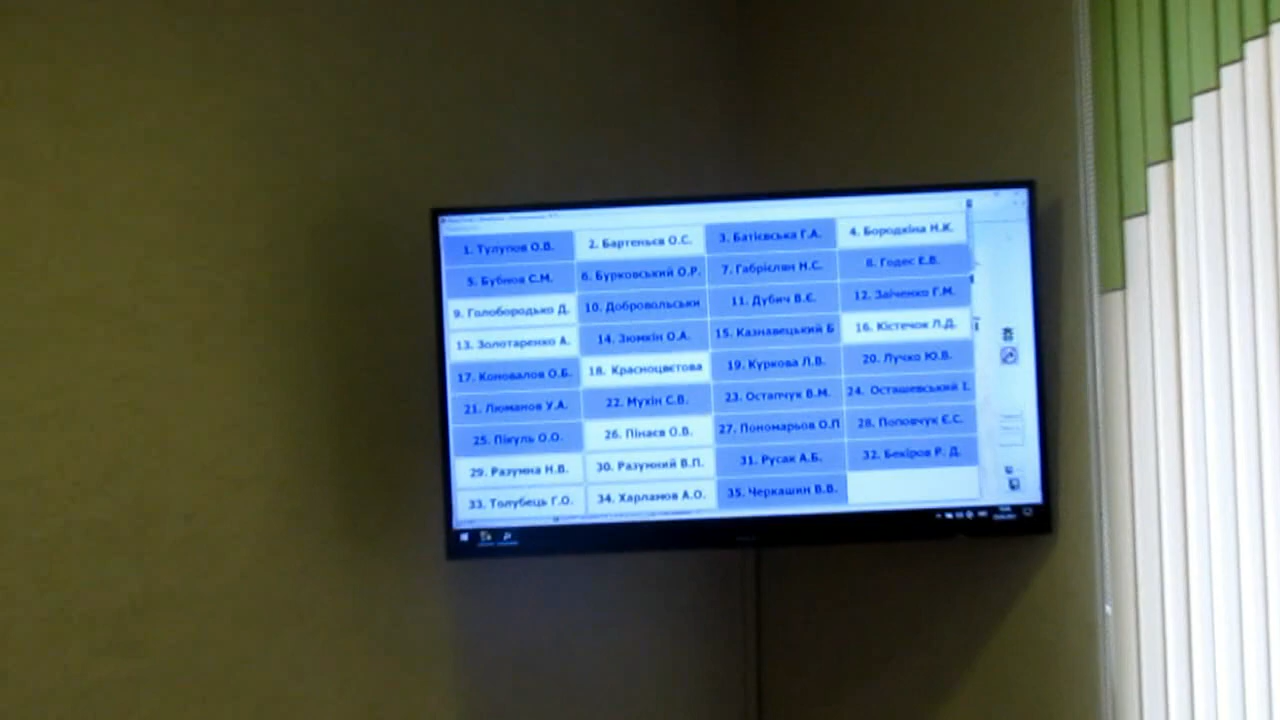 1. Тулупов О.В. 2. Бартеньєв О.С. 3. Батієвська Г.А. 4. Бородкіна Н.К.
5. Бубнов С.М. 6. Бурковський О.Р. 7. Габрієлян Н.С. 8. Годес Е.В.
9. Голобородько Д. 10. Добровольськи 11. Дубич В.Є. 12. Заіченко Г.М.
13. Золотаренко А. 14. Зюмкін О.А. 15. Казнавецький Б 16. Кістечок Л.Д.
17. Коновалов О.Б. 18. Красноцвєтова 19. Куркова Л.В. 20. Лучко Ю.В.
21. Люманов У.А. 22. Мухін С.В. 23. Остапчук В.М. 24. Осташевський І.
25. Пікуль О.О. 26. Пінаєв О.В. 27. Пономарьов О.П 28. Поповчук Є.С.
29. Разумна Н.В. 30. Разумний В.П. 31. Русак А.Б. 32. Бекіров Р. Д.
33. Толубець Г.О. 34. Харламов А.О. 35. Черкашин В.В.